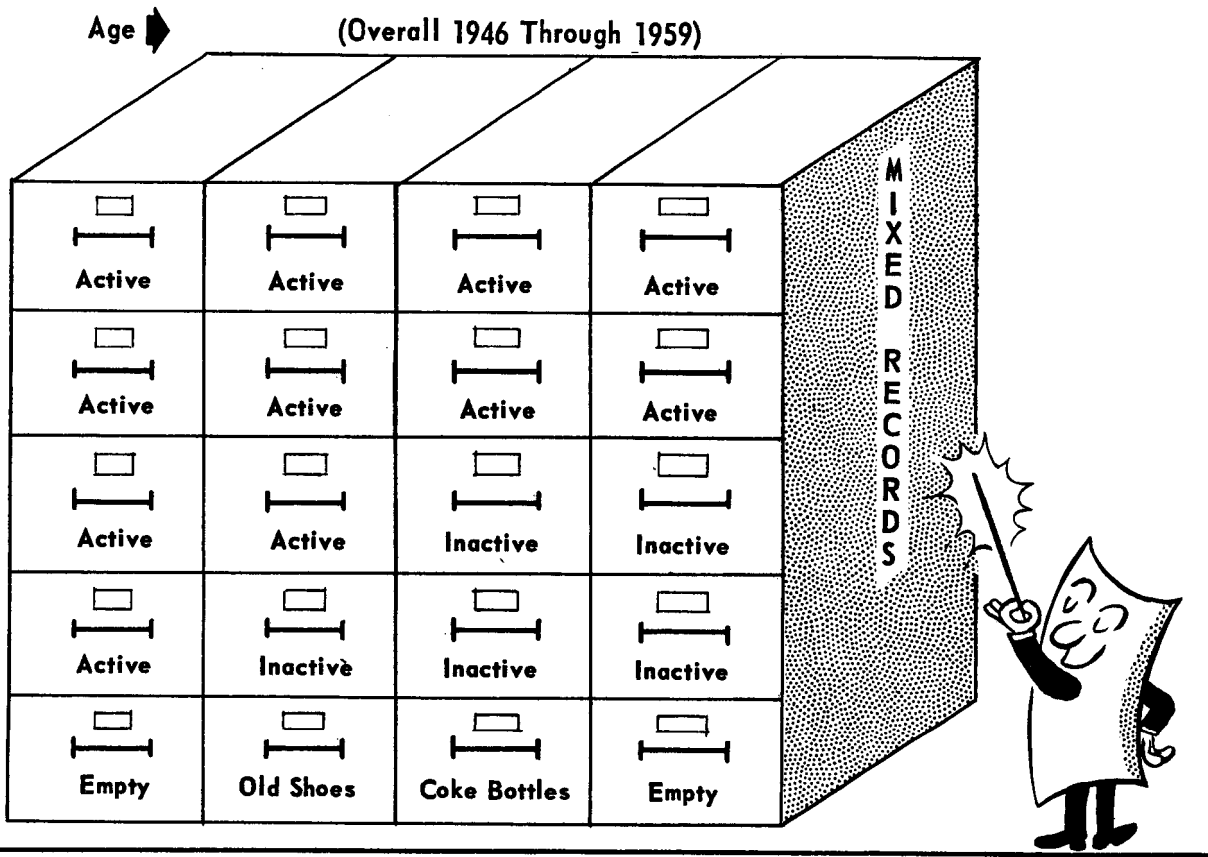 Age (Overall 1946 Through 1959)
Active Active Active Active
Active Active Active Active
Active Active Inactive Inactive
Active Inactive Inactive Inactive
Empty Old Shoes Coke Bottles Empty
MIXED RECORDS